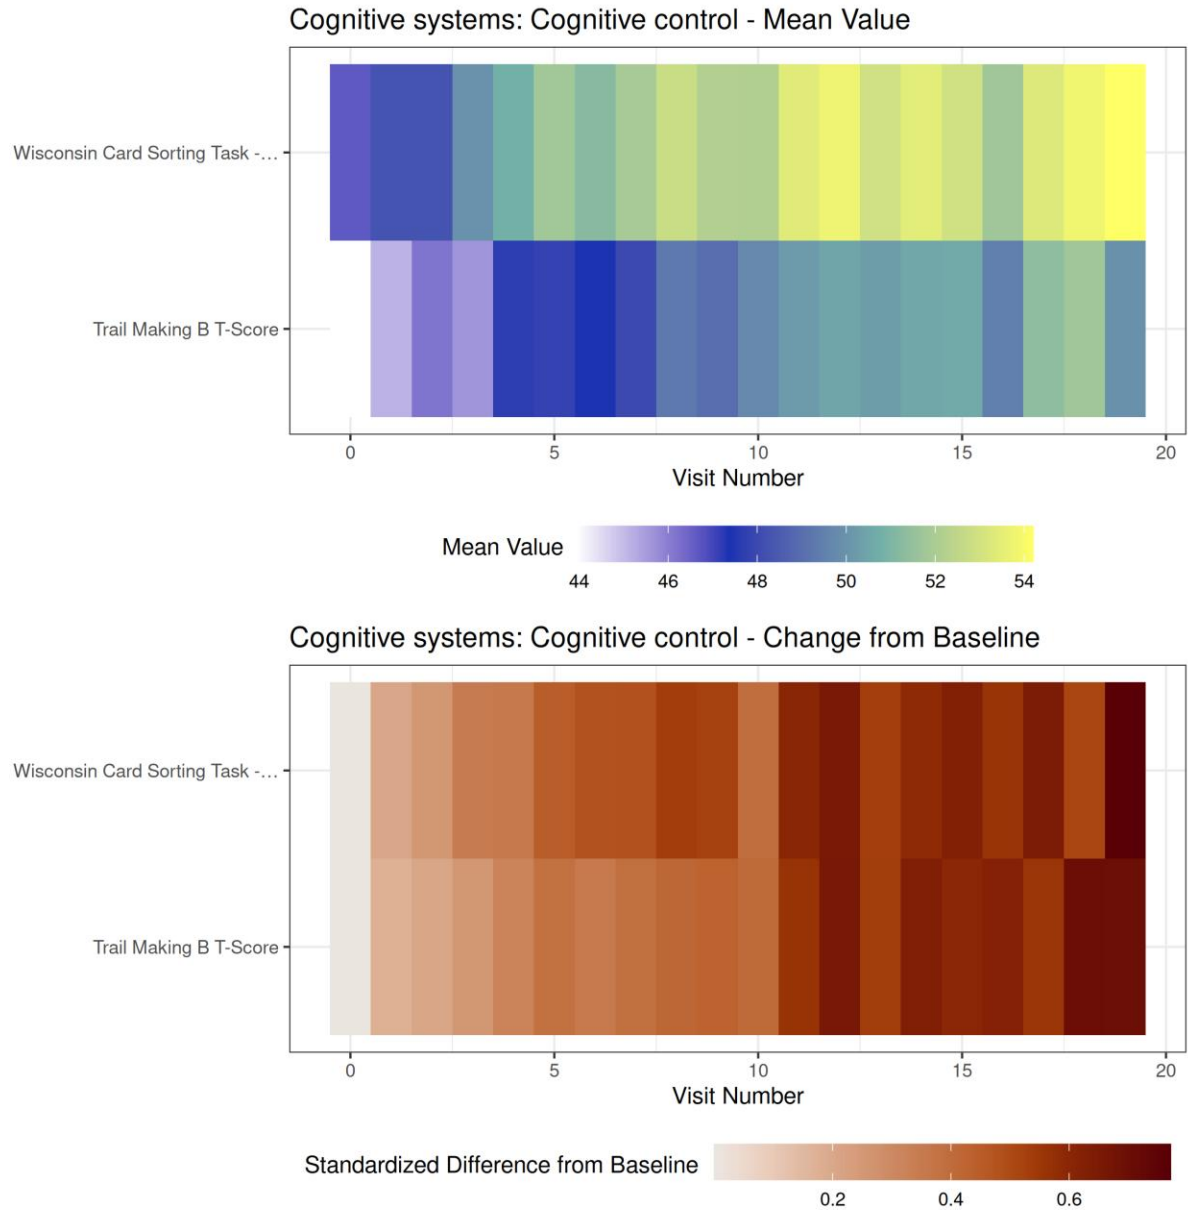 Cognitive systems: Cognitive control - Mean Value
Wisconsin Card Sorting Task -…
Trail Making B T-Score
0 5 10 15 20
Visit Number
Mean Value
44 46 48 50 52 54
Cognitive systems: Cognitive control - Change from Baseline
Wisconsin Card Sorting Task -…
Trail Making B T-Score
0 5 10 15 20
Visit Number
Standardized Difference from Baseline
0.2 0.4 0.6